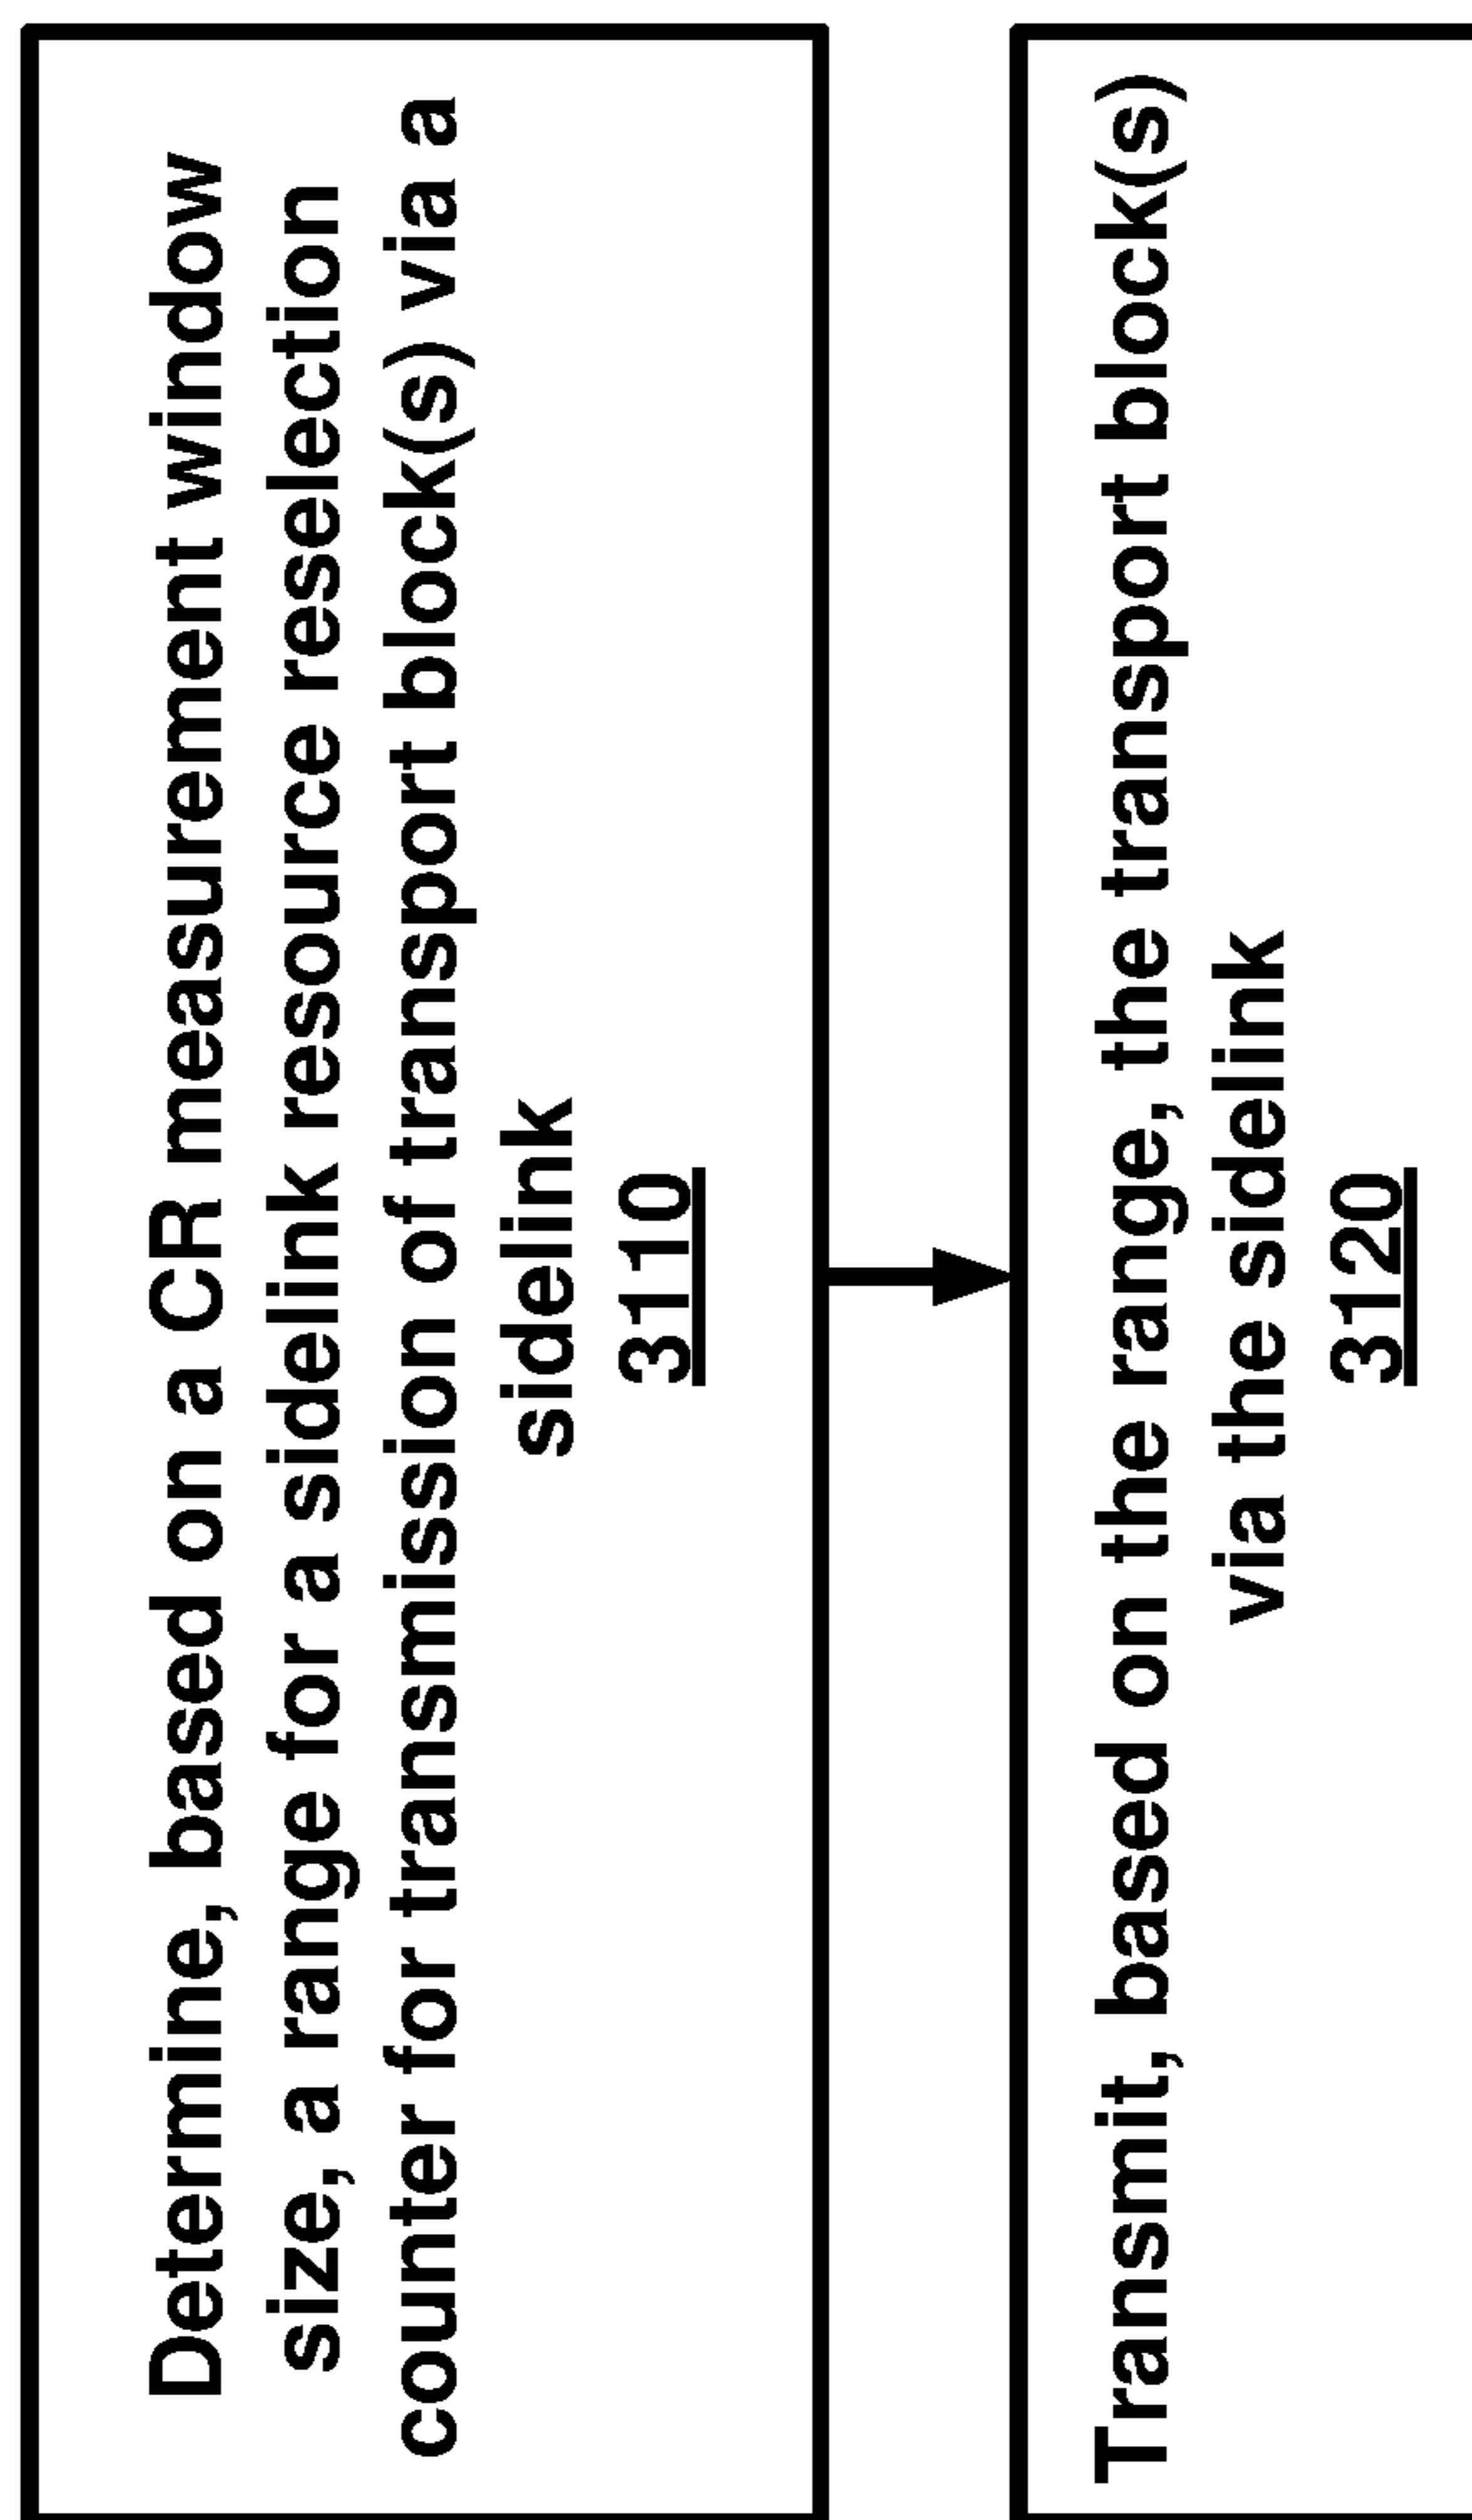 Determine, based on a CR measurement window
size, a range for a sidelink resource reselection
counter for transmission of transport block(s) via a
sidelink
3110
Transmit, based on the range, the transport block(s)
via the sidelink
3120